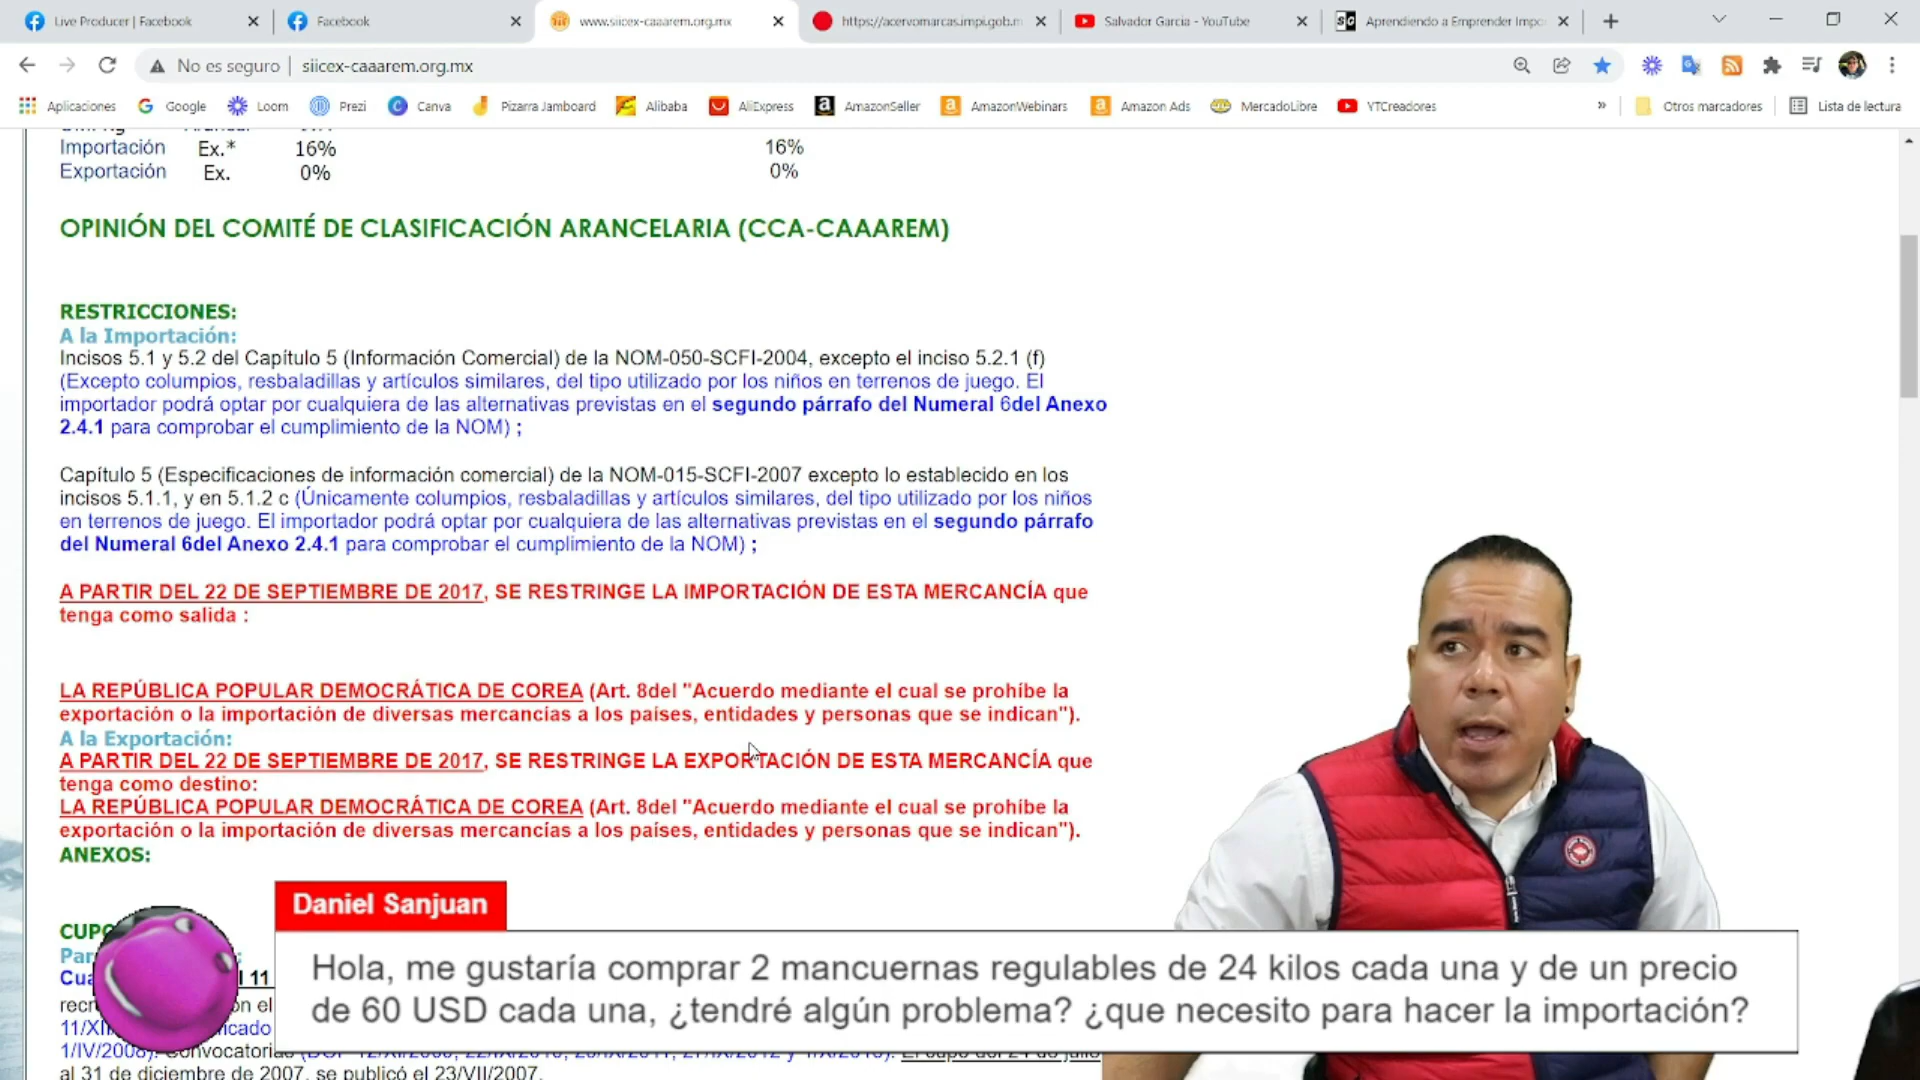 Live Producer | Facebook
Facebook
www.siicex-caaarem.org.mx
https://acervomarcas.impi.gob.m
Salvador Garcia - YouTube
Aprendiendo a Emprender Impo
No es seguro
siicex-caaarem.org.mx
Aplicaciones
Google
Loom
Prezi
Canva
Pizarra Jamboard
Alibaba
AliExpress
AmazonSeller
AmazonWebinars
Amazon Ads
MercadoLibre
YTCreadores
»
Otros marcadores
Lista de lectura
Importación Ex.* 16% 16%
Exportación Ex. 0% 0%
OPINIÓN DEL COMITÉ DE CLASIFICACIÓN ARANCELARIA (CCA-CAAAREM)
RESTRICCIONES:
A la Importación:
Incisos 5.1 y 5.2 del Capítulo 5 (Información Comercial) de la NOM-050-SCFI-2004, excepto el inciso 5.2.1 (f)
(Excepto columpios, resbaladillas y artículos similares, del tipo utilizado por los niños en terrenos de juego. El
importador podrá optar por cualquiera de las alternativas previstas en el segundo párrafo del Numeral 6del Anexo
2.4.1 para comprobar el cumplimiento de la NOM) ;
Capítulo 5 (Especificaciones de información comercial) de la NOM-015-SCFI-2007 excepto lo establecido en los
incisos 5.1.1, y en 5.1.2 c (Únicamente columpios, resbaladillas y artículos similares, del tipo utilizado por los niños
en terrenos de juego. El importador podrá optar por cualquiera de las alternativas previstas en el segundo párrafo
del Numeral 6del Anexo 2.4.1 para comprobar el cumplimiento de la NOM) ;
A PARTIR DEL 22 DE SEPTIEMBRE DE 2017, SE RESTRINGE LA IMPORTACIÓN DE ESTA MERCANCÍA que
tenga como salida :
LA REPÚBLICA POPULAR DEMOCRÁTICA DE COREA (Art. 8del "Acuerdo mediante el cual se prohíbe la
exportación o la importación de diversas mercancías a los países, entidades y personas que se indican").
A la Exportación:
A PARTIR DEL 22 DE SEPTIEMBRE DE 2017, SE RESTRINGE LA EXPORTACIÓN DE ESTA MERCANCÍA que
tenga como destino:
LA REPÚBLICA POPULAR DEMOCRÁTICA DE COREA (Art. 8del "Acuerdo mediante el cual se prohíbe la
exportación o la importación de diversas mercancías a los países, entidades y personas que se indican").
ANEXOS:
Daniel Sanjuan
Hola, me gustaría comprar 2 mancuernas regulables de 24 kilos cada una y de un precio
de 60 USD cada una, ¿tendré algún problema? ¿que necesito para hacer la importación?
al 31 de diciembre de 2007, se publicó el 23/VII/2007.